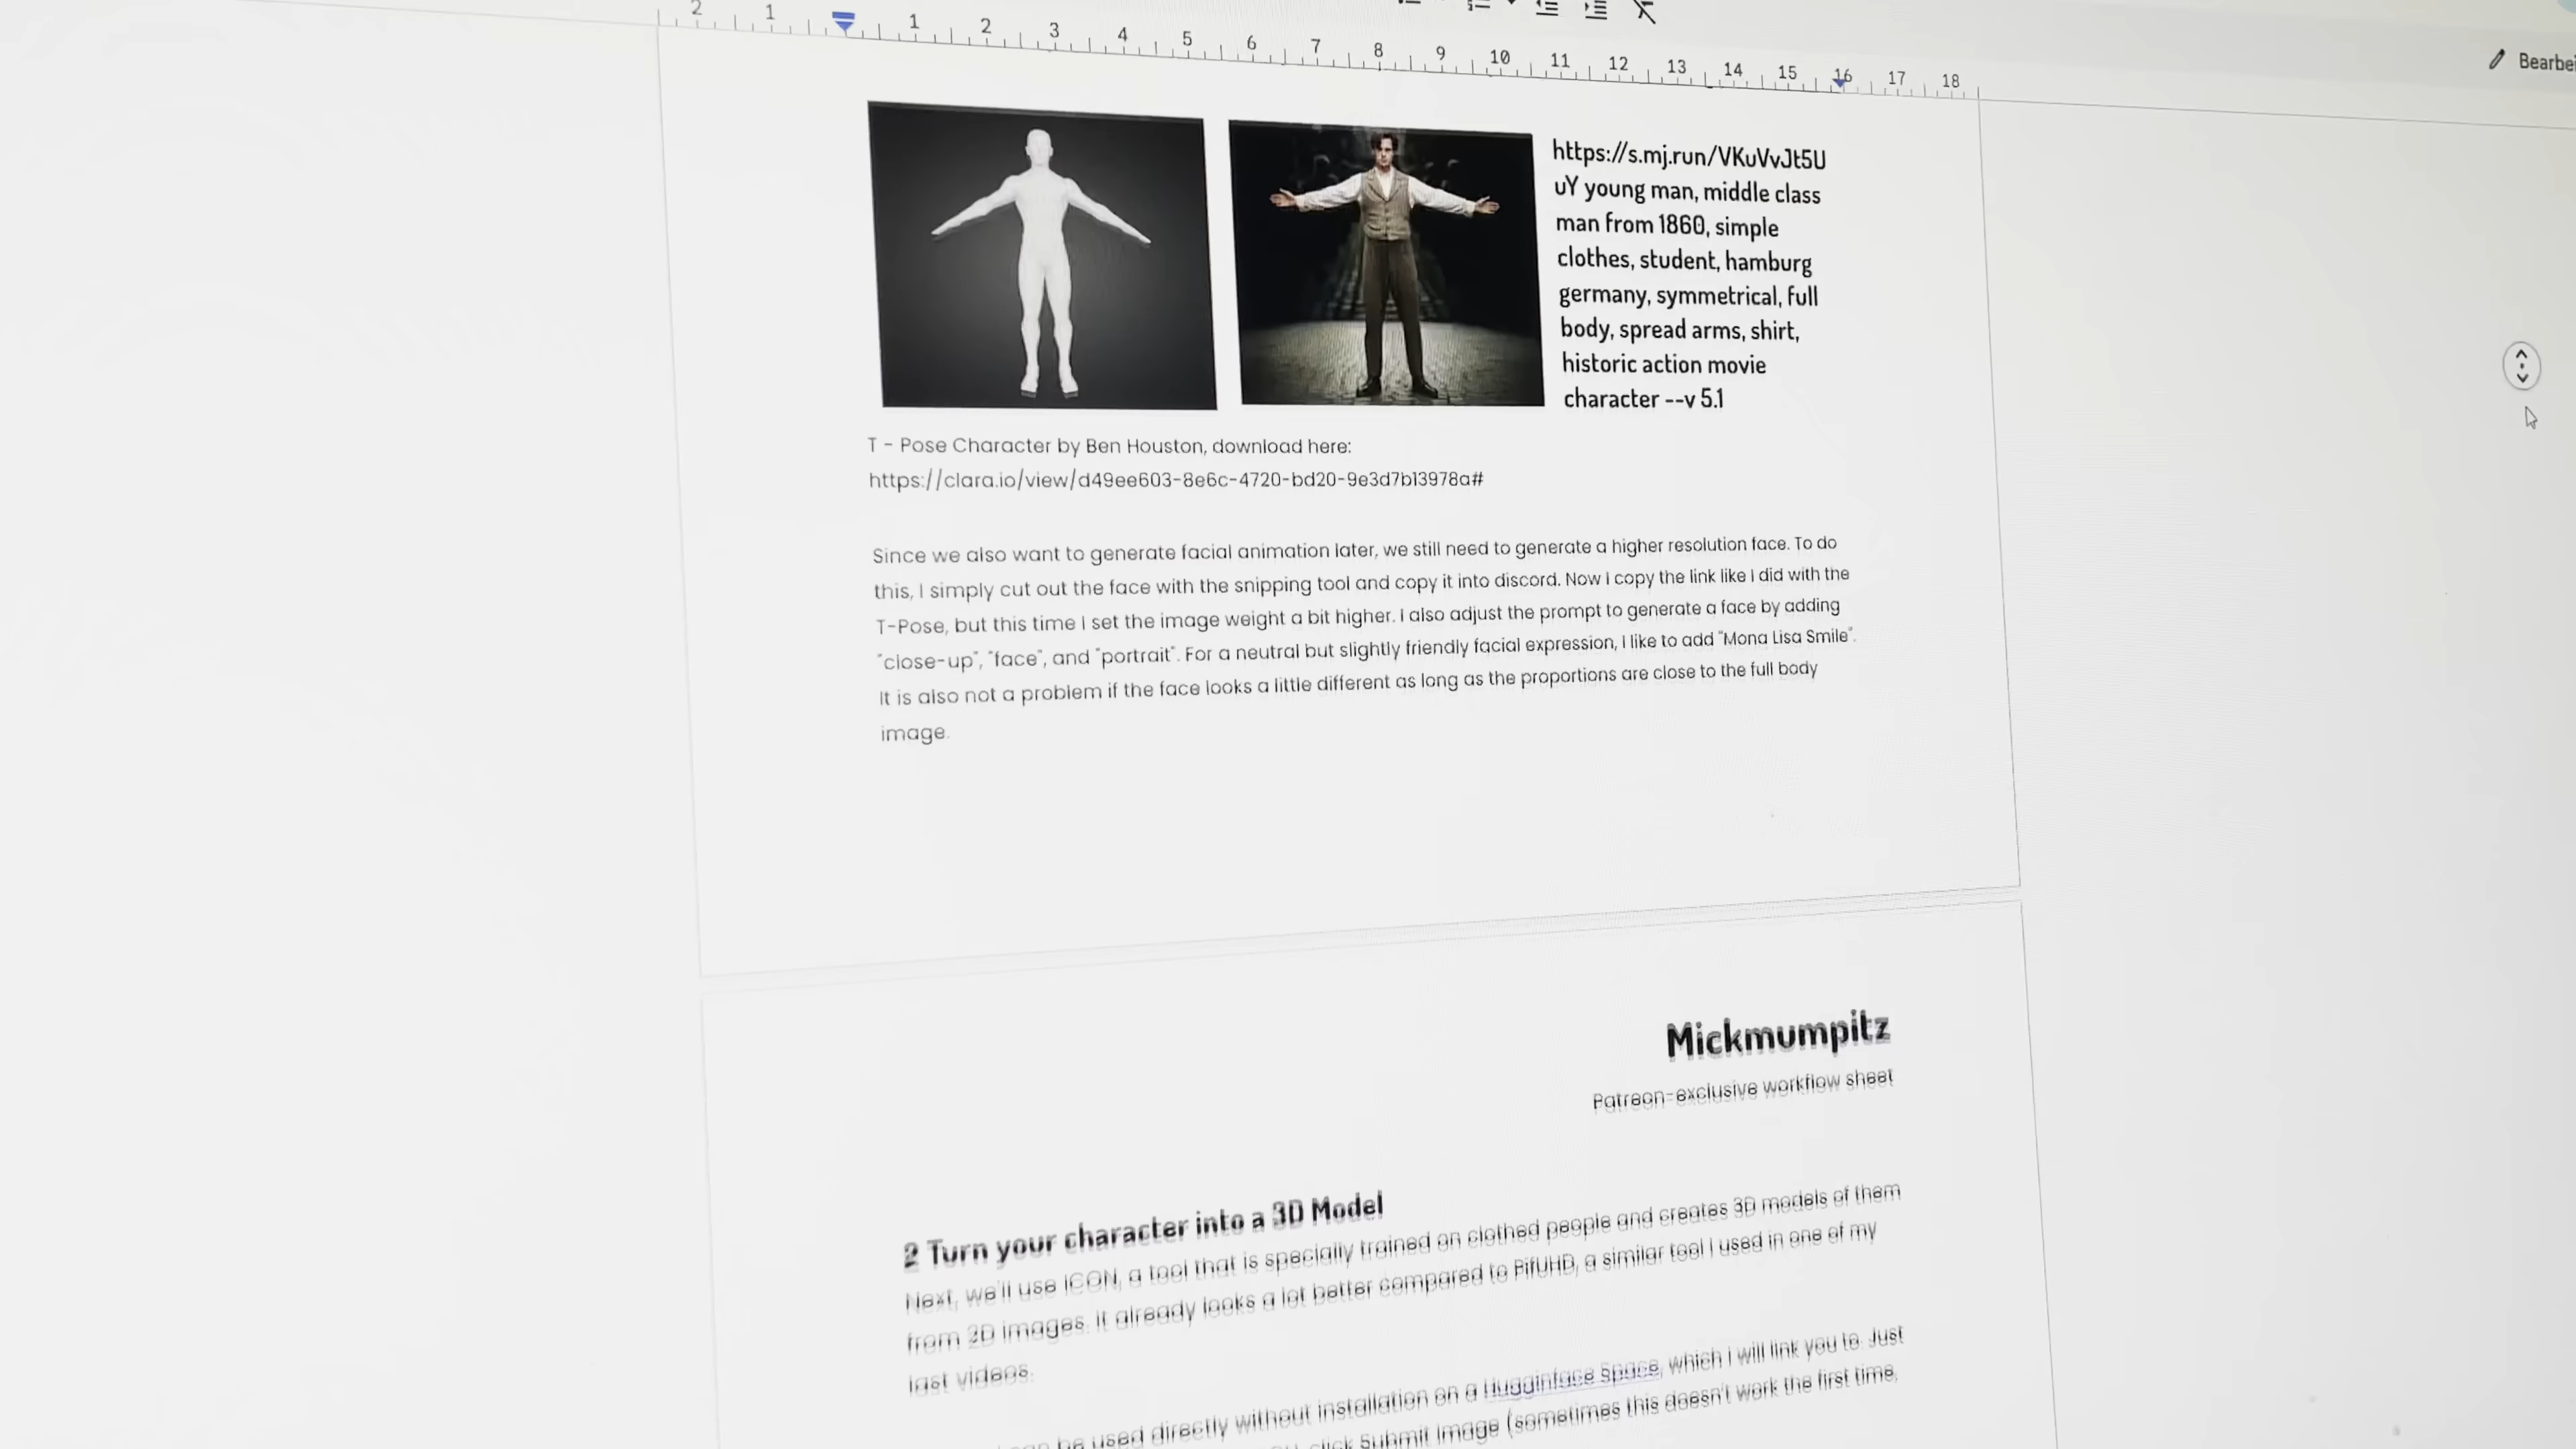 2 1 1 2 3 4 5 6 7 8 9 10 11 12 13 14 15 16 17 18
https://s.mj.run/VKuVvJt5U
uY young man, middle class
man from 1860, simple
clothes, student, hamburg
germany, symmetrical, full
body, spread arms, shirt,
historic action movie
character --v 5.1
T - Pose Character by Ben Houston, download here:
https://clara.io/view/d49ee603-8e6c-4720-bd20-9e3d7b13978a#
Since we also want to generate facial animation later, we still need to generate a higher resolution face. To do
this, I simply cut out the face with the snipping tool and copy it into discord. Now I copy the link like I did with the
T-Pose, but this time I set the image weight a bit higher. I also adjust the prompt to generate a face by adding
"close-up", "face", and "portrait". For a neutral but slightly friendly facial expression, I like to add "Mona Lisa Smile".
It is also not a problem if the face looks a little different as long as the proportions are close to the full body
image.
Mickmumpitz
Patreon-exclusive workflow sheet
2 Turn your character into a 3D Model
Next, we'll use ICON, a tool that is specially trained on clothed people and creates 3D models of them
from 2D images. It already looks a lot better compared to PifUHD, a similar tool I used in one of my
last videos.
be used directly without installation on a Hugginface Space, which I will link you to. Just
click Submit Image (sometimes this doesn't work the first time,